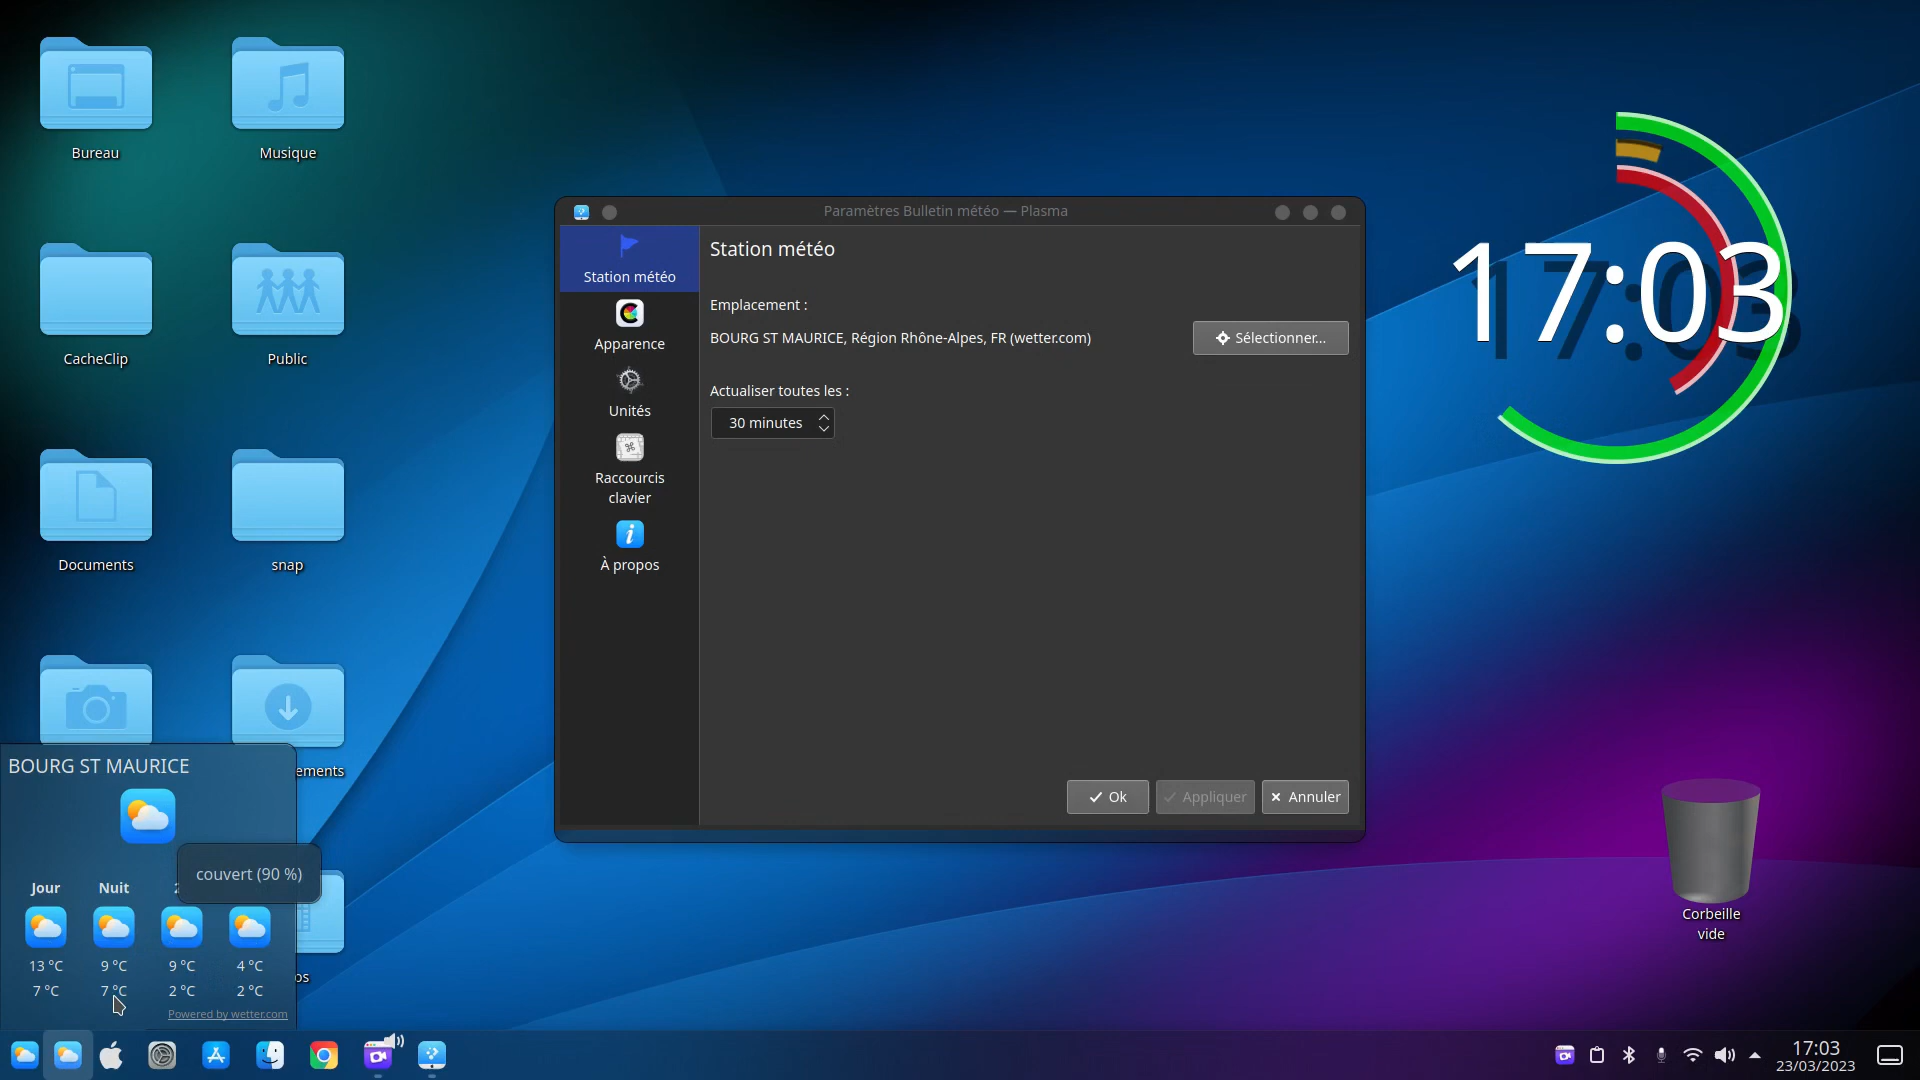 Bureau
Musique
CacheClip
Public
Documents
snap
ements
os
Paramètres Bulletin météo — Plasma
Station météo
Apparence
Unités
Raccourcis
clavier
À propos
Station météo
Emplacement :
BOURG ST MAURICE, Région Rhône-Alpes, FR (wetter.com)
Sélectionner...
Actualiser toutes les :
30 minutes
Ok
Appliquer
Annuler
17:03
Corbeille
vide
BOURG ST MAURICE
couvert (90 %)
Jour Nuit 2
13 °C 9 °C 9 °C 4 °C
7 °C 7 °C 2 °C 2 °C
Powered by wetter.com
17:03
23/03/2023